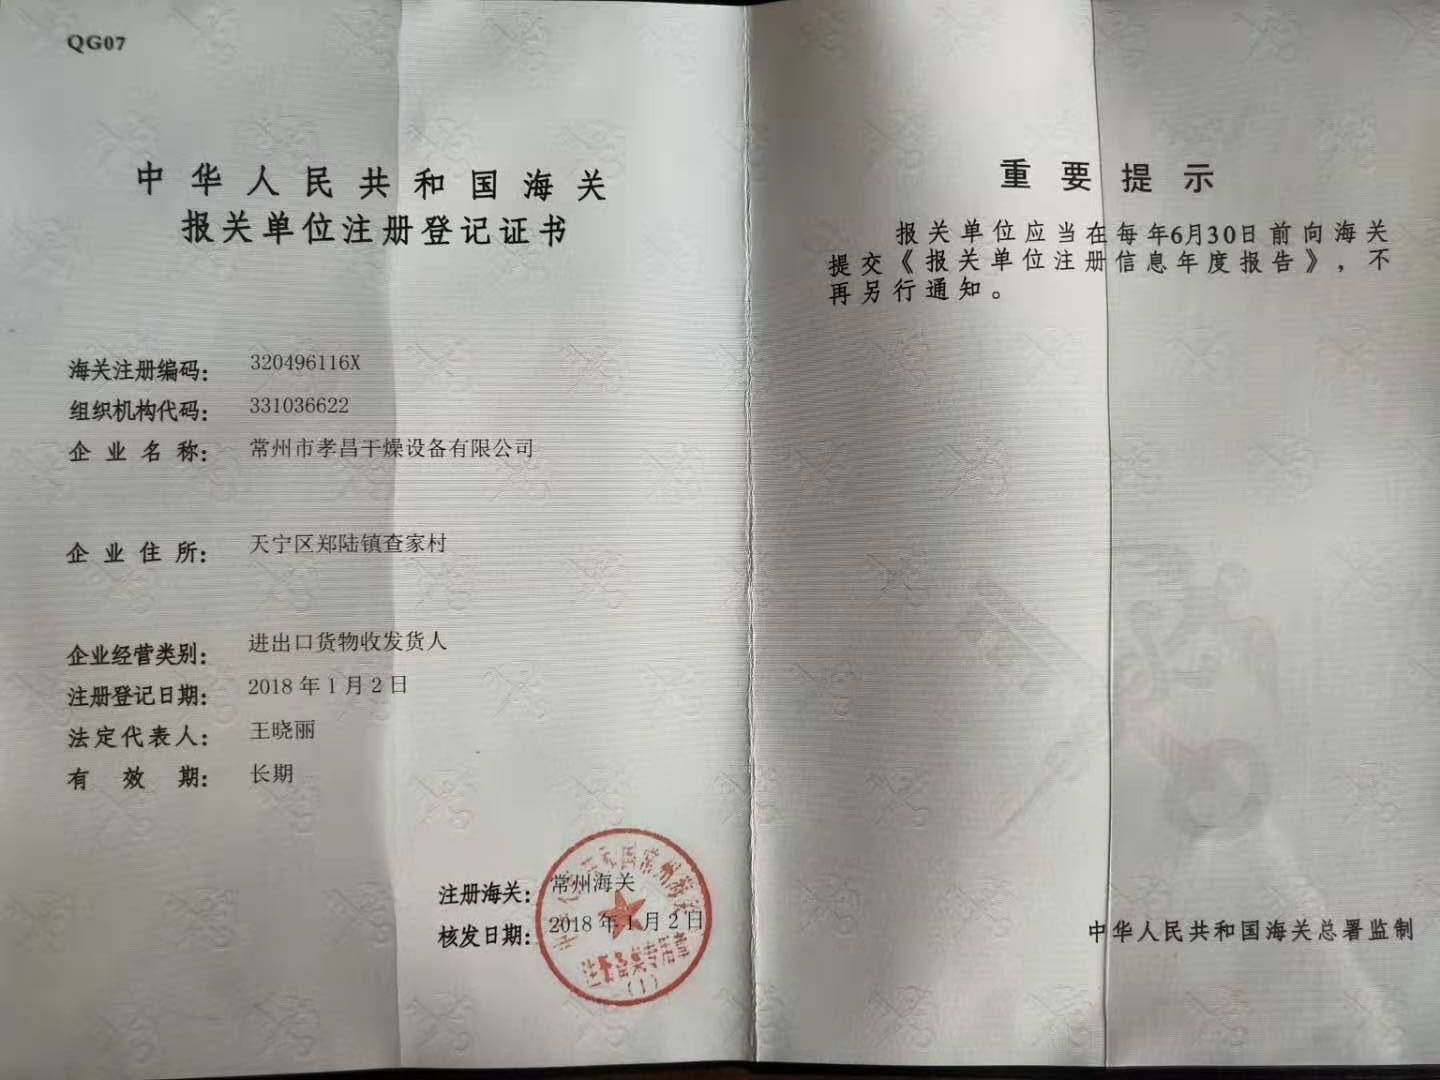 QG07
中华人民共和国海关
报关单位注册登记证书
海关注册编码： 320496116X
组织机构代码： 331036622
企业名称： 常州市孝昌干燥设备有限公司
企业住所： 天宁区郑陆镇查家村
企业经营类别： 进出口货物收发货人
注册登记日期： 2018年1月2日
法定代表人： 王晓丽
有效期： 长期
注册海关： 常州海关
核发日期： 2018年1月2日
重要提示
报关单位应当在每年6月30日前向海关
提交《报关单位注册信息年度报告》，不
再另行通知。
中华人民共和国海关总署监制